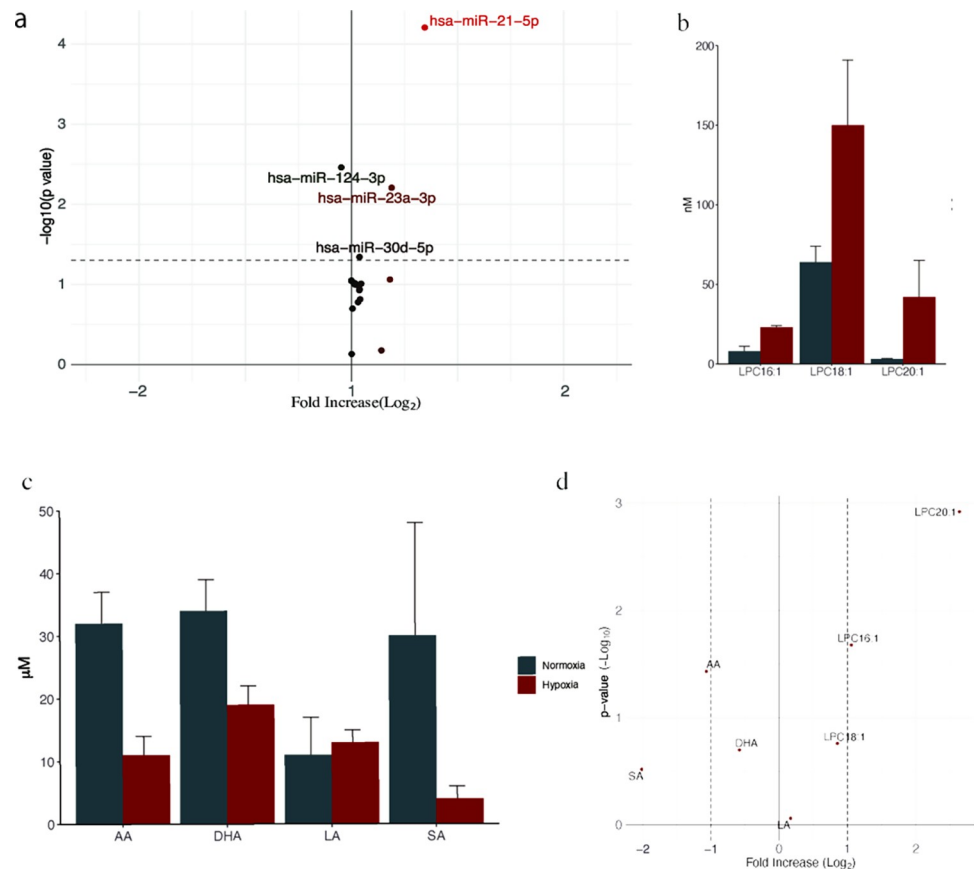 a
hsa−miR−21−5p
4
3
hsa−miR−124−3p
hsa−miR−23a−3p
2
hsa−miR−30d−5p
1
0
−log10(p value)
−2
1
2
Fold Increase(Log₂)
b
200
150
100
50
0
nM
LPC16:1
LPC18:1
LPC20:1
c
50
40
30
20
10
0
µM
AA
DHA
LA
SA
Normoxia
Hypoxia
d
3
LPC20:1
2
LPC16:1
AA
1
DHA
LPC18:1
SA
LA
0
p−value (−Log₁₀)
−2
−1
0
1
2
Fold Increase (Log₂)